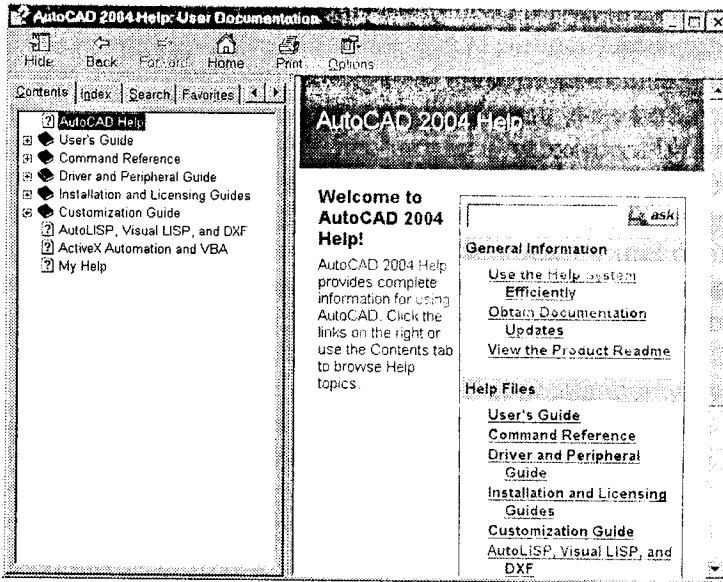 AutoCAD 2004 Help: User Documentation
Hide Back Forward Home Print Options
Contents Index Search Favorites
AutoCAD Help
User's Guide
Command Reference
Driver and Peripheral Guide
Installation and Licensing Guides
Customization Guide
AutoLISP, Visual LISP, and DXF
ActiveX Automation and VBA
My Help
AutoCAD 2004 Help
Welcome to
AutoCAD 2004
Help!
AutoCAD 2004 Help
provides complete
information for using
AutoCAD. Click the
links on the right or
use the Contents tab
to browse Help
topics.
ask
General Information
Use the Help System
Efficiently
Obtain Documentation
Updates
View the Product Readme
Help Files
User's Guide
Command Reference
Driver and Peripheral
Guide
Installation and Licensing
Guides
Customization Guide
AutoLISP, Visual LISP, and
DXF